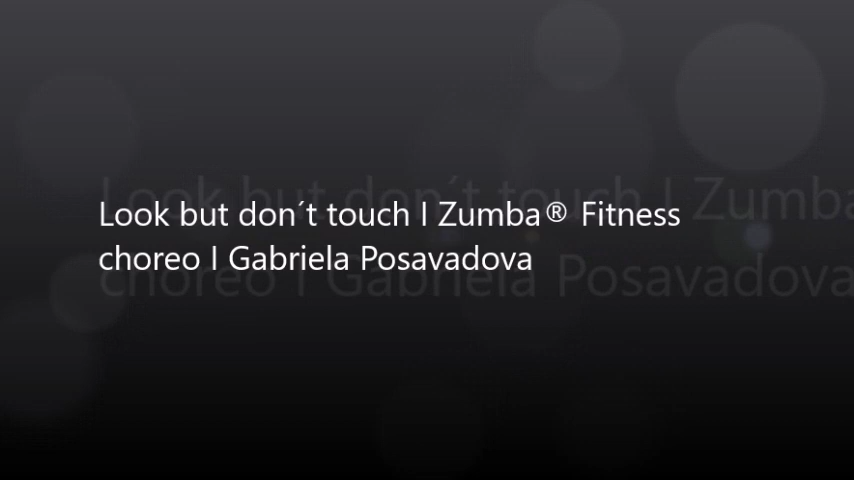 Look but don´t touch I Zumba® Fitness
choreo I Gabriela Posavadova